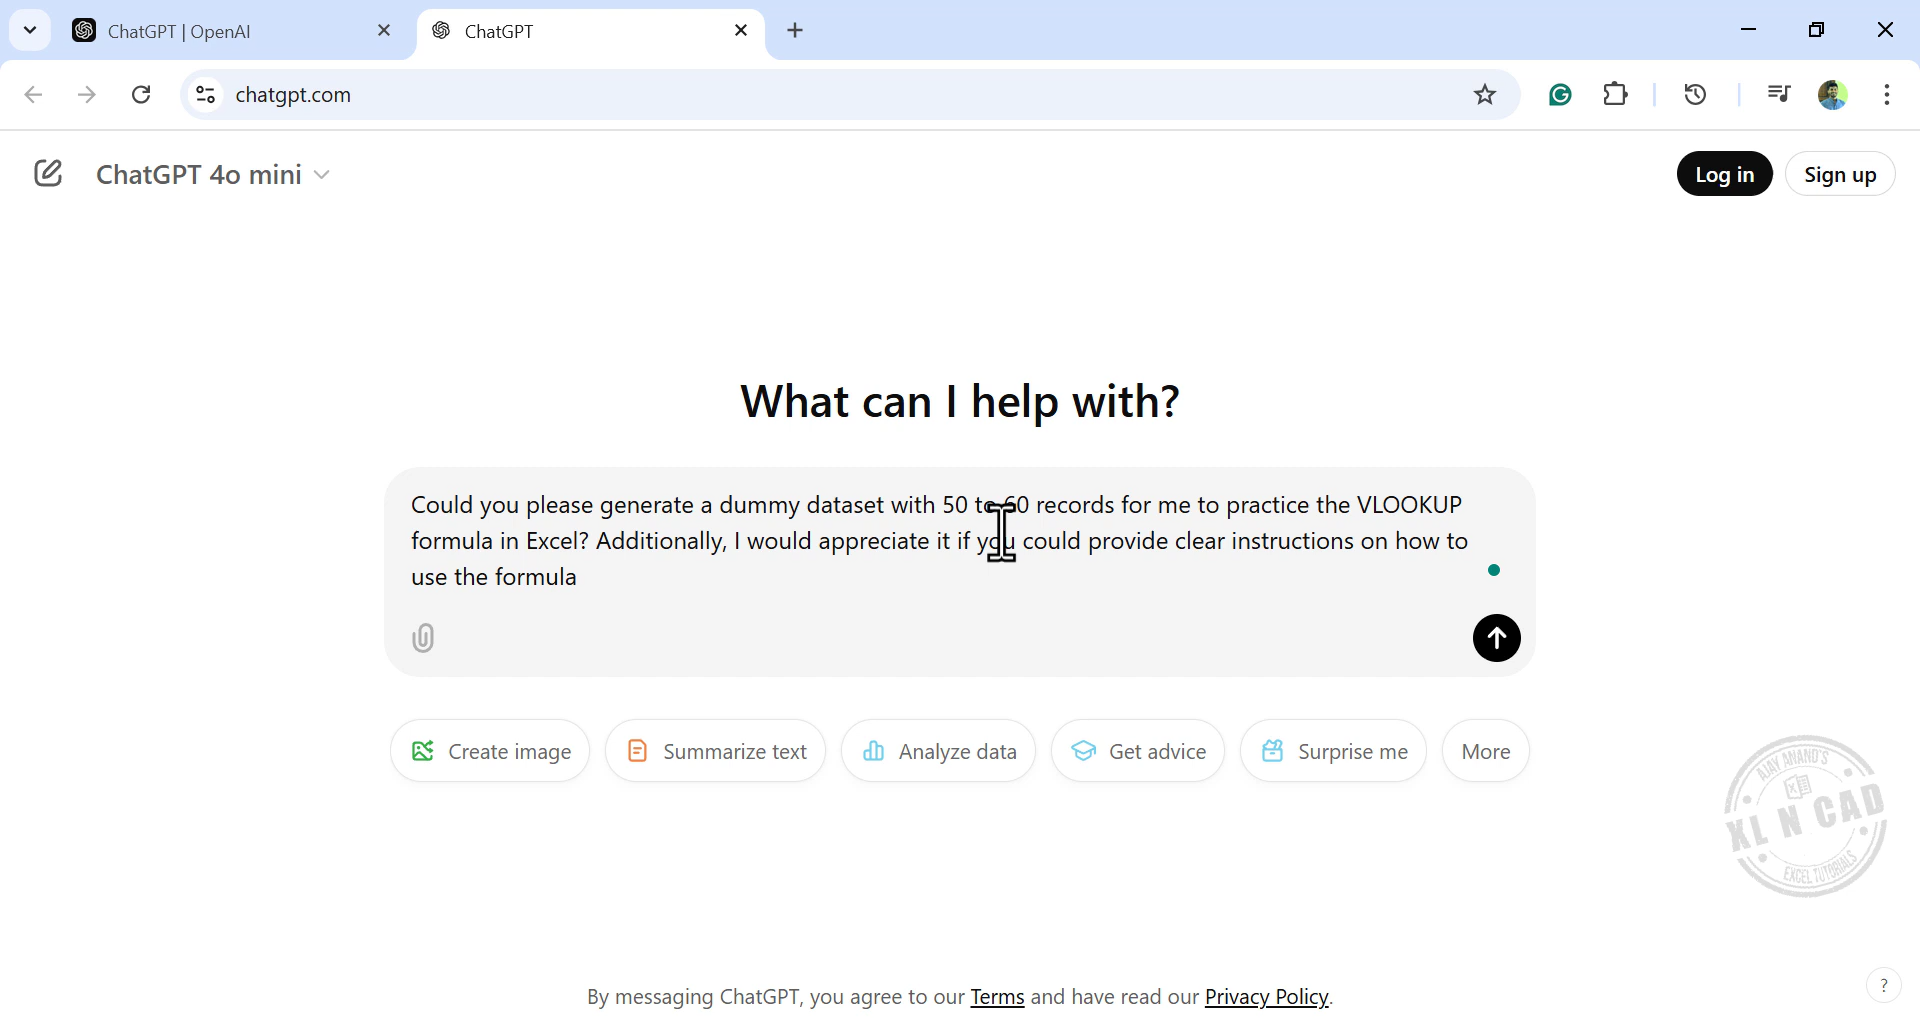 ChatGPT | OpenAI
ChatGPT
chatgpt.com
ChatGPT 4o mini
Log in
Sign up
What can I help with?
Could you please generate a dummy dataset with 50 to 60 records for me to practice the VLOOKUP
formula in Excel? Additionally, I would appreciate it if you could provide clear instructions on how to
use the formula
Create image
Summarize text
Analyze data
Get advice
Surprise me
More
AJAY ANAND'S
XL N CAD
EXCEL TUTORIALS
By messaging ChatGPT, you agree to our Terms and have read our Privacy Policy.
?